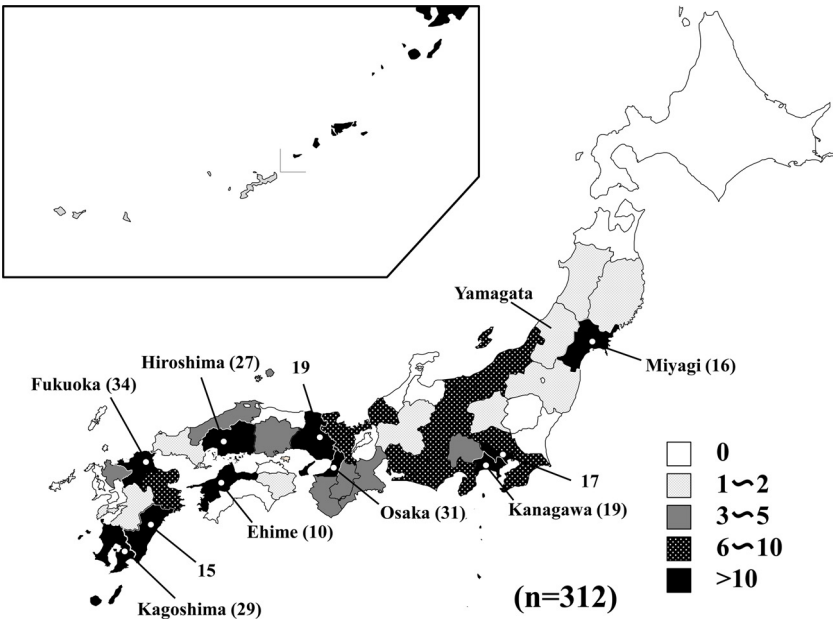 Yamagata
Miyagi (16)
Hiroshima (27)
19
Fukuoka (34)
17
Kanagawa (19)
Osaka (31)
Ehime (10)
15
Kagoshima (29)
0
1〜2
3〜5
6〜10
>10
(n=312)